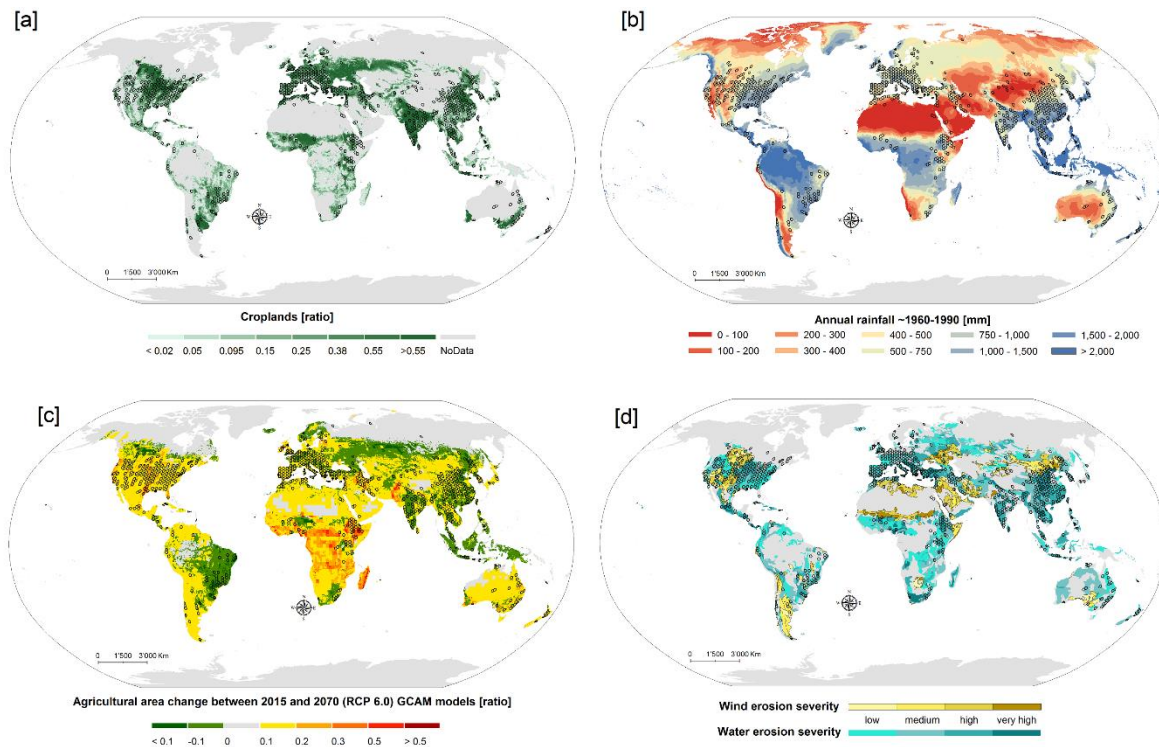 [a]
N
W E
S
0 1'500 3'000 Km
Croplands [ratio]
< 0.02 0.05 0.095 0.15 0.25 0.38 0.55 >0.55 NoData
[b]
N
W E
S
0 1'500 3'000 Km
Annual rainfall ~1960-1990 [mm]
0 - 100 200 - 300 400 - 500 750 - 1,000 1,500 - 2,000
100 - 200 300 - 400 500 - 750 1,000 - 1,500 > 2,000
[c]
N
W E
S
0 1'500 3'000 Km
Agricultural area change between 2015 and 2070 (RCP 6.0) GCAM models [ratio]
< 0.1 -0.1 0 0.1 0.2 0.3 0.5 > 0.5
[d]
N
W E
S
0 1'500 3'000 Km
Wind erosion severity
low medium high very high
Water erosion severity